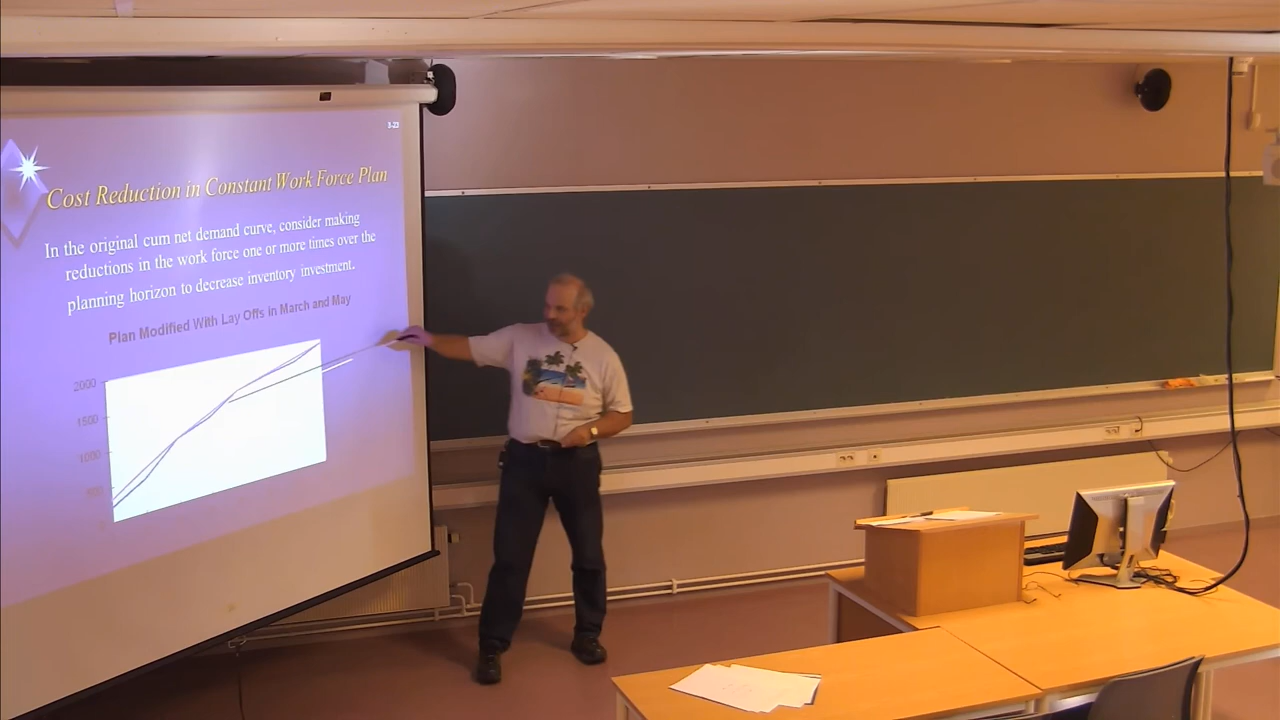 3-23
Cost Reduction in Constant Work Force Plan
In the original cum net demand curve, consider making
reductions in the work force one or more times over the
planning horizon to decrease inventory investment.
Plan Modified With Lay Offs in March and May
2000
1500
1000
500